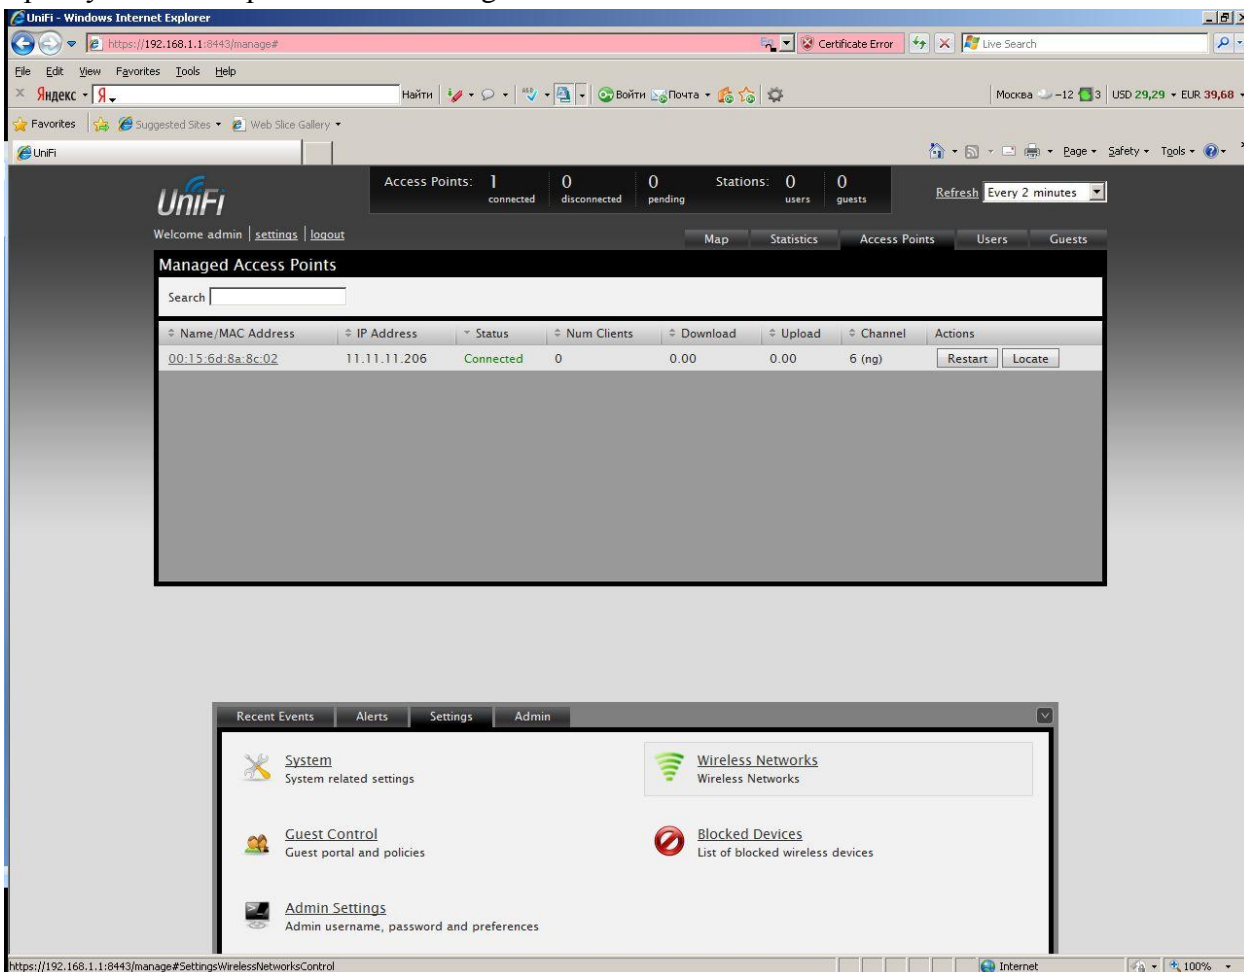 UniFi - Windows Internet Explorer
https://192.168.1.1:8443/manage#
Certificate Error
Live Search
File Edit View Favorites Tools Help
Яндекс Я Найти Войти Почта Москва -12 3 USD 29,29 EUR 39,68
Favorites Suggested Sites Web Slice Gallery
UniFi Page Safety Tools
UniFi
Access Points: 1 connected 0 disconnected 0 pending Stations: 0 users 0 guests
Refresh Every 2 minutes
Welcome admin | settings | logout
Map Statistics Access Points Users Guests
Managed Access Points
Search
Name/MAC Address IP Address Status Num Clients Download Upload Channel Actions
00:15:6d:8a:8c:02 11.11.11.206 Connected 0 0.00 0.00 6 (ng) Restart Locate
Recent Events Alerts Settings Admin
System
System related settings
Wireless Networks
Wireless Networks
Guest Control
Guest portal and policies
Blocked Devices
List of blocked wireless devices
Admin Settings
Admin username, password and preferences
https://192.168.1.1:8443/manage#SettingsWirelessNetworksControl Internet 100%